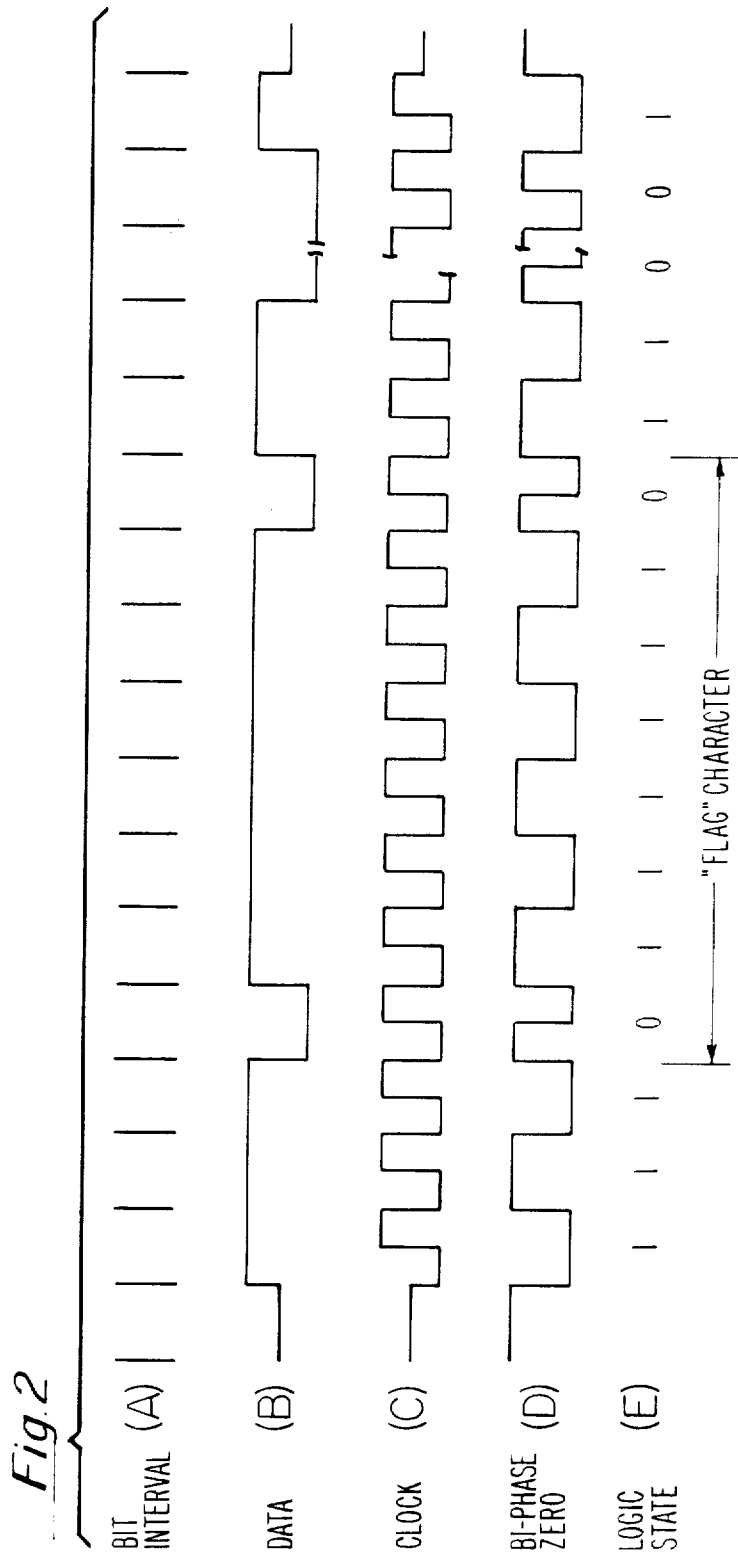 Fig. 2
BIT
INTERVAL (A)
DATA (B)
CLOCK (C)
BI-PHASE
ZERO (D)
LOGIC
STATE (E) 1 1 1 0 1 1 1 1 1 1 0 1 1 0 0 1
"FLAG" CHARACTER